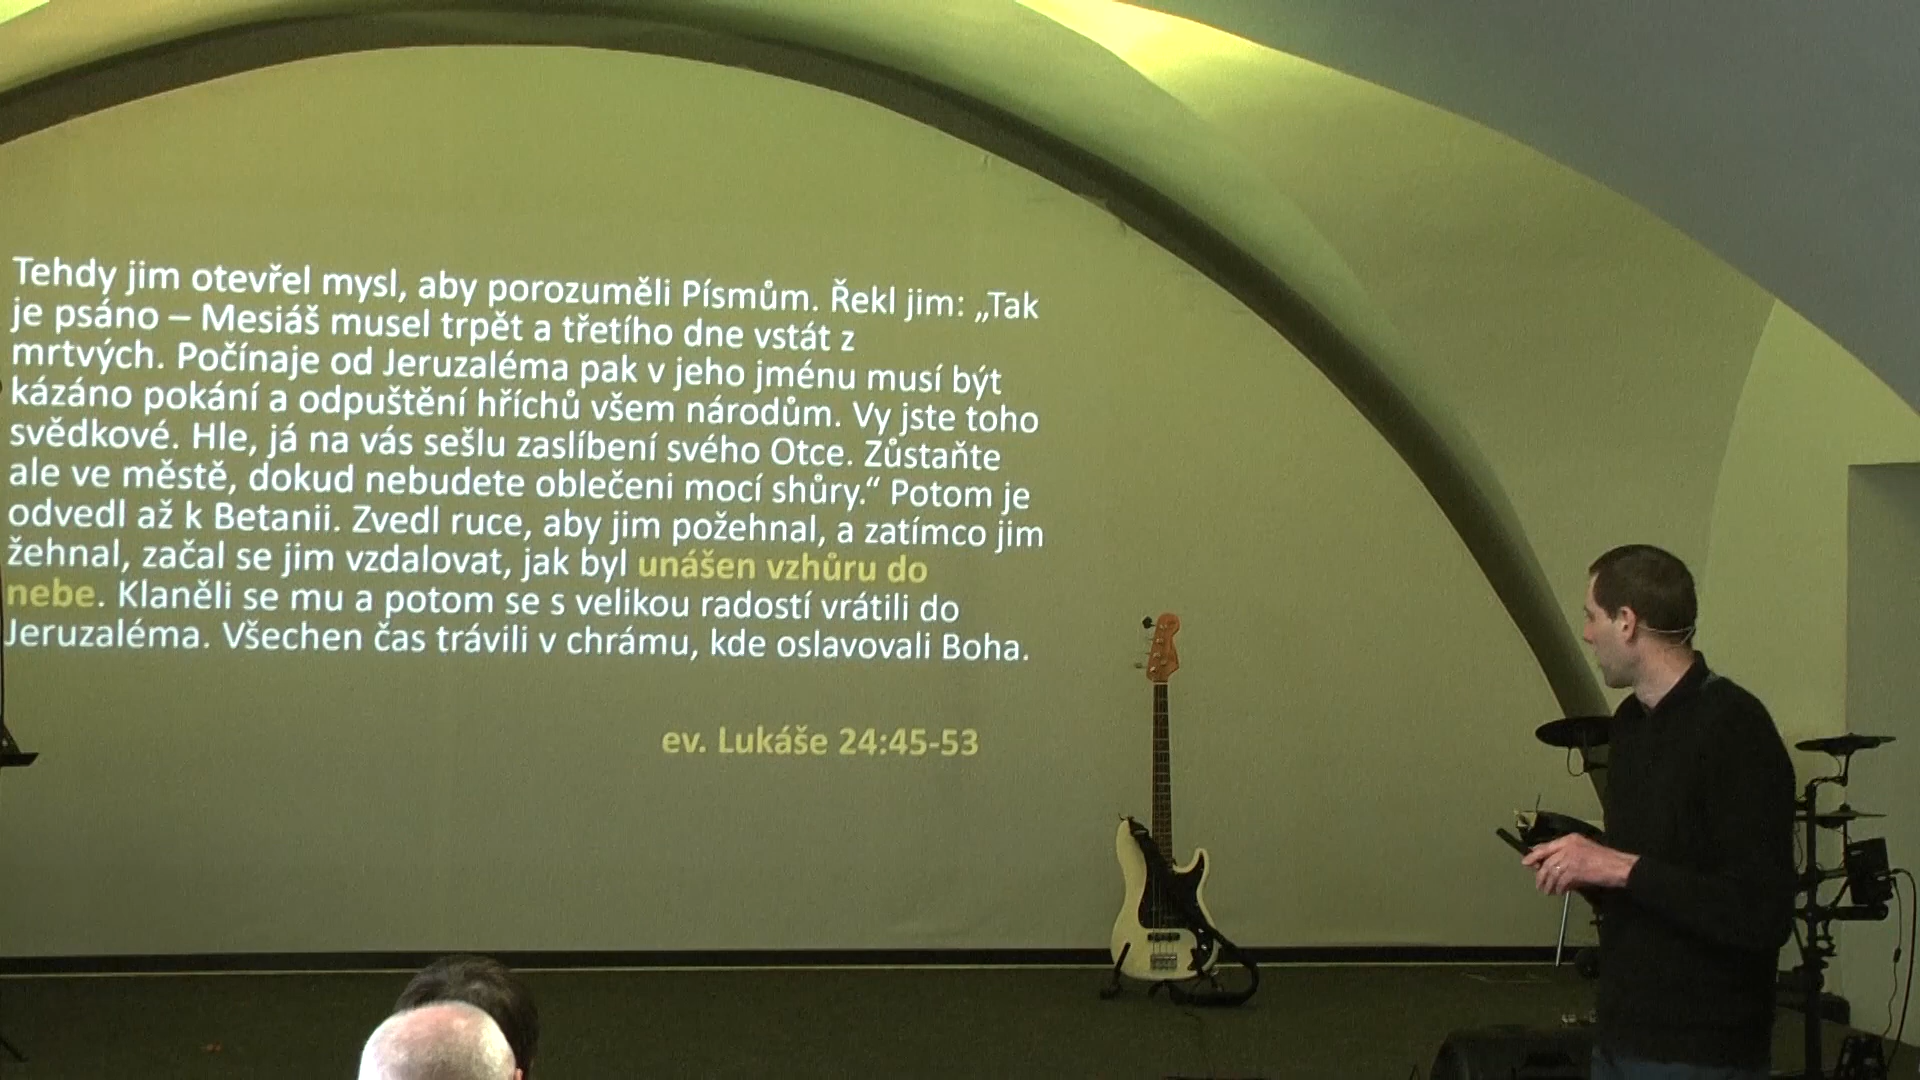 Tehdy jim otevřel mysl, aby porozuměli Písmům. Řekl jim: „Tak
je psáno – Mesiáš musel trpět a třetího dne vstát z
mrtvých. Počínaje od Jeruzaléma pak v jeho jménu musí být
kázáno pokání a odpuštění hříchů všem národům. Vy jste toho
svědkové. Hle, já na vás sešlu zaslíbení svého Otce. Zůstaňte
ale ve městě, dokud nebudete oblečeni mocí shůry.“ Potom je
odvedl až k Betanii. Zvedl ruce, aby jim požehnal, a zatímco jim
žehnal, začal se jim vzdalovat, jak byl unášen vzhůru do
nebe. Klaněli se mu a potom se s velikou radostí vrátili do
Jeruzaléma. Všechen čas trávili v chrámu, kde oslavovali Boha.
ev. Lukáše 24:45-53